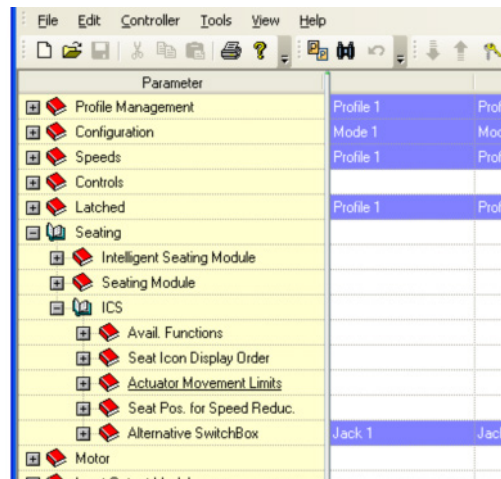 File Edit Controller Tools View Help
Parameter
Profile Management Profile 1
Configuration Mode 1
Speeds Profile 1
Controls
Latched Profile 1
Seating
Intelligent Seating Module
Seating Module
ICS
Avail. Functions
Seat Icon Display Order
Actuator Movement Limits
Seat Pos. for Speed Reduc.
Alternative SwitchBox Jack 1
Motor